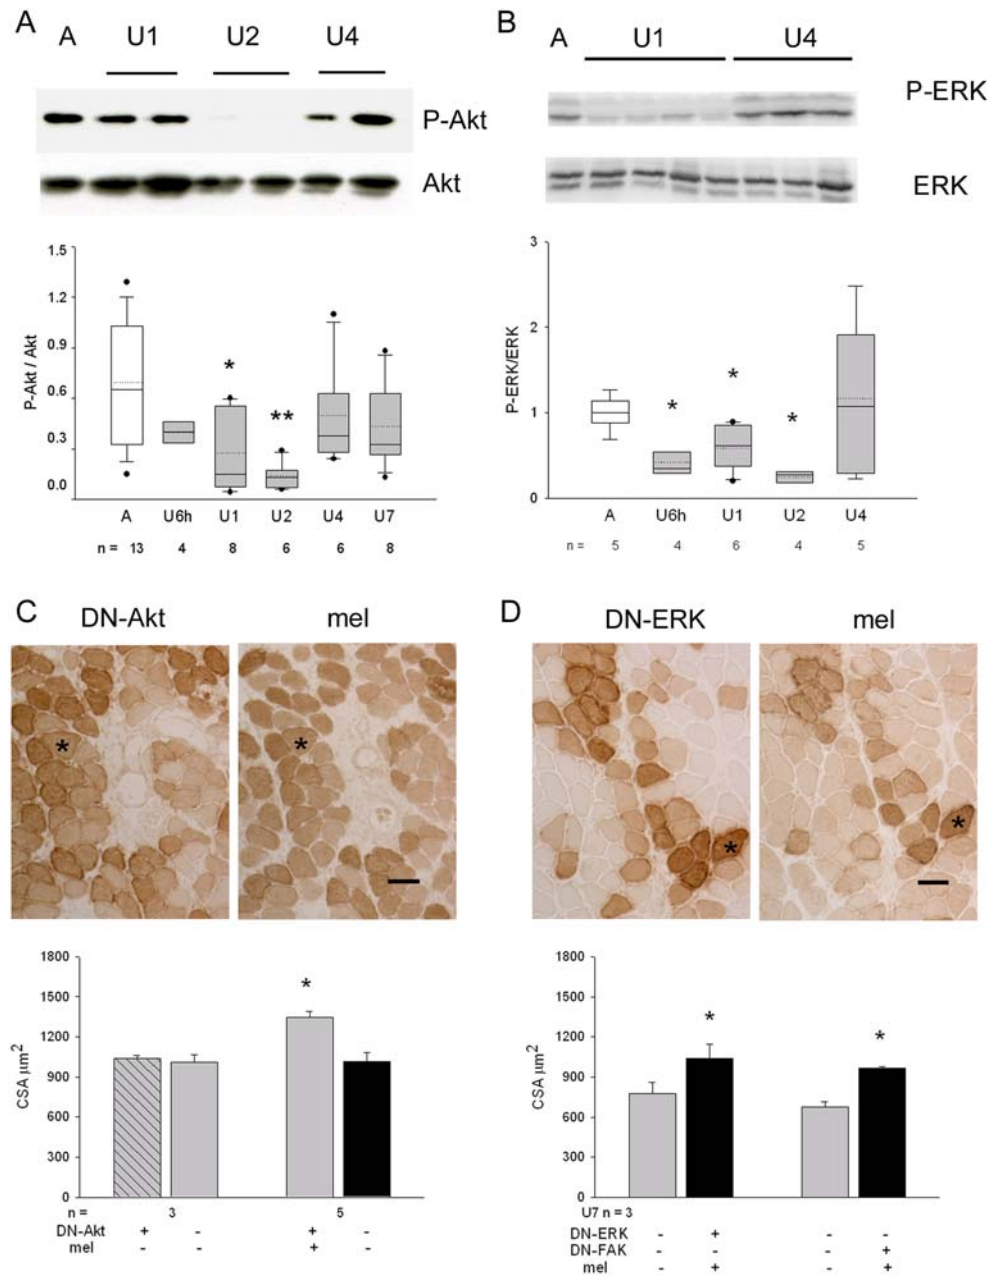 A
A U1 U2 U4
P-Akt
Akt
1.5
1.2
0.9
0.6
0.3
0.0
P-Akt / Akt
* **
A U6h U1 U2 U4 U7
n = 13 4 8 6 6 8
B
A U1 U4
P-ERK
ERK
3
2
1
0
P-ERK/ERK
* * *
A U6h U1 U2 U4
n = 5 4 6 4 5
C
DN-Akt mel
* *
1800
1500
1200
900
600
300
0
CSA μm²
*
n = 3 5
DN-Akt + - + -
mel - - + -
D
DN-ERK mel
* *
1800
1500
1200
900
600
300
0
CSA μm²
* *
U7 n = 3
DN-ERK - + - -
DN-FAK - - - +
mel - + - +